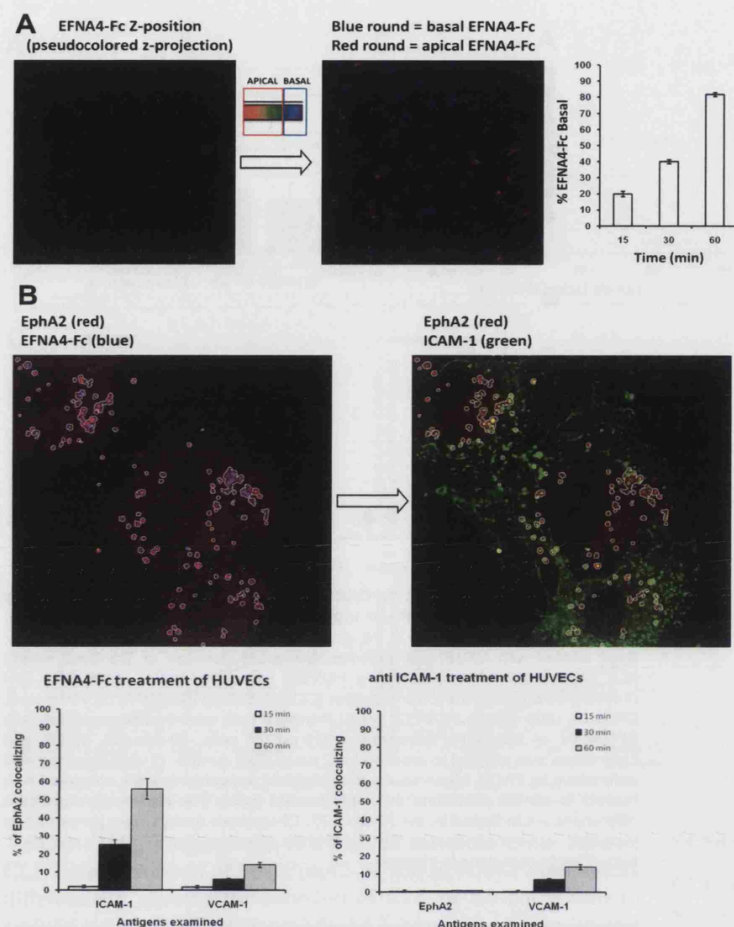 A
EFNA4-Fc Z-position
(pseudocolored z-projection)
Blue round = basal EFNA4-Fc
Red round = apical EFNA4-Fc
APICAL BASAL
% EFNA4-Fc Basal
100
90
80
70
60
50
40
30
20
10
0
15 30 60
Time (min)
B
EphA2 (red)
EFNA4-Fc (blue)
EphA2 (red)
ICAM-1 (green)
EFNA4-Fc treatment of HUVECs
% of EphA2 colocalizing
100
90
80
70
60
50
40
30
20
10
0
15 min
30 min
60 min
ICAM-1 VCAM-1
Antigens examined
anti ICAM-1 treatment of HUVECs
% of ICAM-1 colocalizing
100
90
80
70
60
50
40
30
20
10
0
15 min
30 min
60 min
EphA2 VCAM-1
Antigens examined